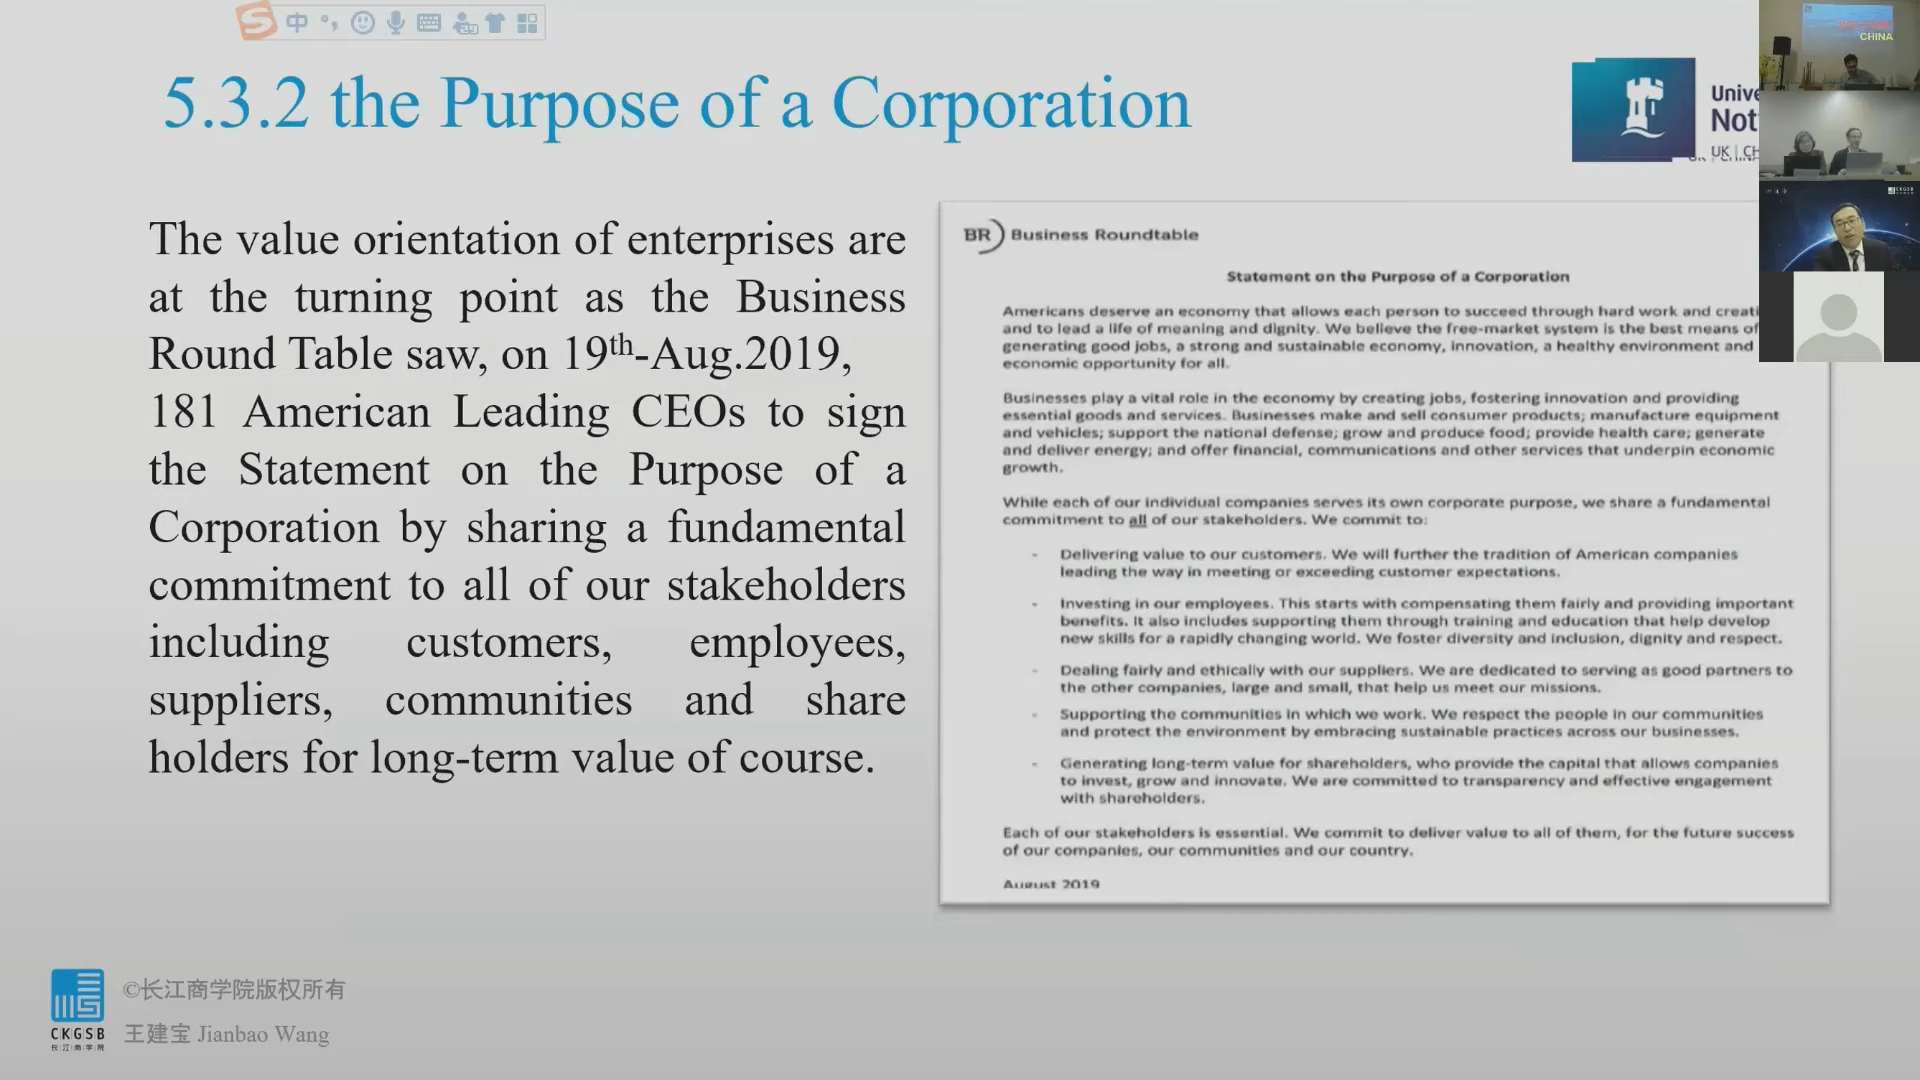 中
5.3.2 the Purpose of a Corporation
UK | CH
CHINA
The value orientation of enterprises are
at the turning point as the Business
Round Table saw, on 19th-Aug.2019,
181 American Leading CEOs to sign
the Statement on the Purpose of a
Corporation by sharing a fundamental
commitment to all of our stakeholders
including customers, employees,
suppliers, communities and share
holders for long-term value of course.
BR Business Roundtable
Statement on the Purpose of a Corporation
Americans deserve an economy that allows each person to succeed through hard work and creati
and to lead a life of meaning and dignity. We believe the free-market system is the best means of
generating good jobs, a strong and sustainable economy, innovation, a healthy environment and
economic opportunity for all.
Businesses play a vital role in the economy by creating jobs, fostering innovation and providing
essential goods and services. Businesses make and sell consumer products; manufacture equipment
and vehicles; support the national defense; grow and produce food; provide health care; generate
and deliver energy; and offer financial, communications and other services that underpin economic
growth.
While each of our individual companies serves its own corporate purpose, we share a fundamental
commitment to all of our stakeholders. We commit to:
- Delivering value to our customers. We will further the tradition of American companies
leading the way in meeting or exceeding customer expectations.
- Investing in our employees. This starts with compensating them fairly and providing important
benefits. It also includes supporting them through training and education that help develop
new skills for a rapidly changing world. We foster diversity and inclusion, dignity and respect.
- Dealing fairly and ethically with our suppliers. We are dedicated to serving as good partners to
the other companies, large and small, that help us meet our missions.
- Supporting the communities in which we work. We respect the people in our communities
and protect the environment by embracing sustainable practices across our businesses.
- Generating long-term value for shareholders, who provide the capital that allows companies
to invest, grow and innovate. We are committed to transparency and effective engagement
with shareholders.
Each of our stakeholders is essential. We commit to deliver value to all of them, for the future success
of our companies, our communities and our country.
August 2019
©长江商学院版权所有
王建宝 Jianbao Wang
CKGSB
长江商学院